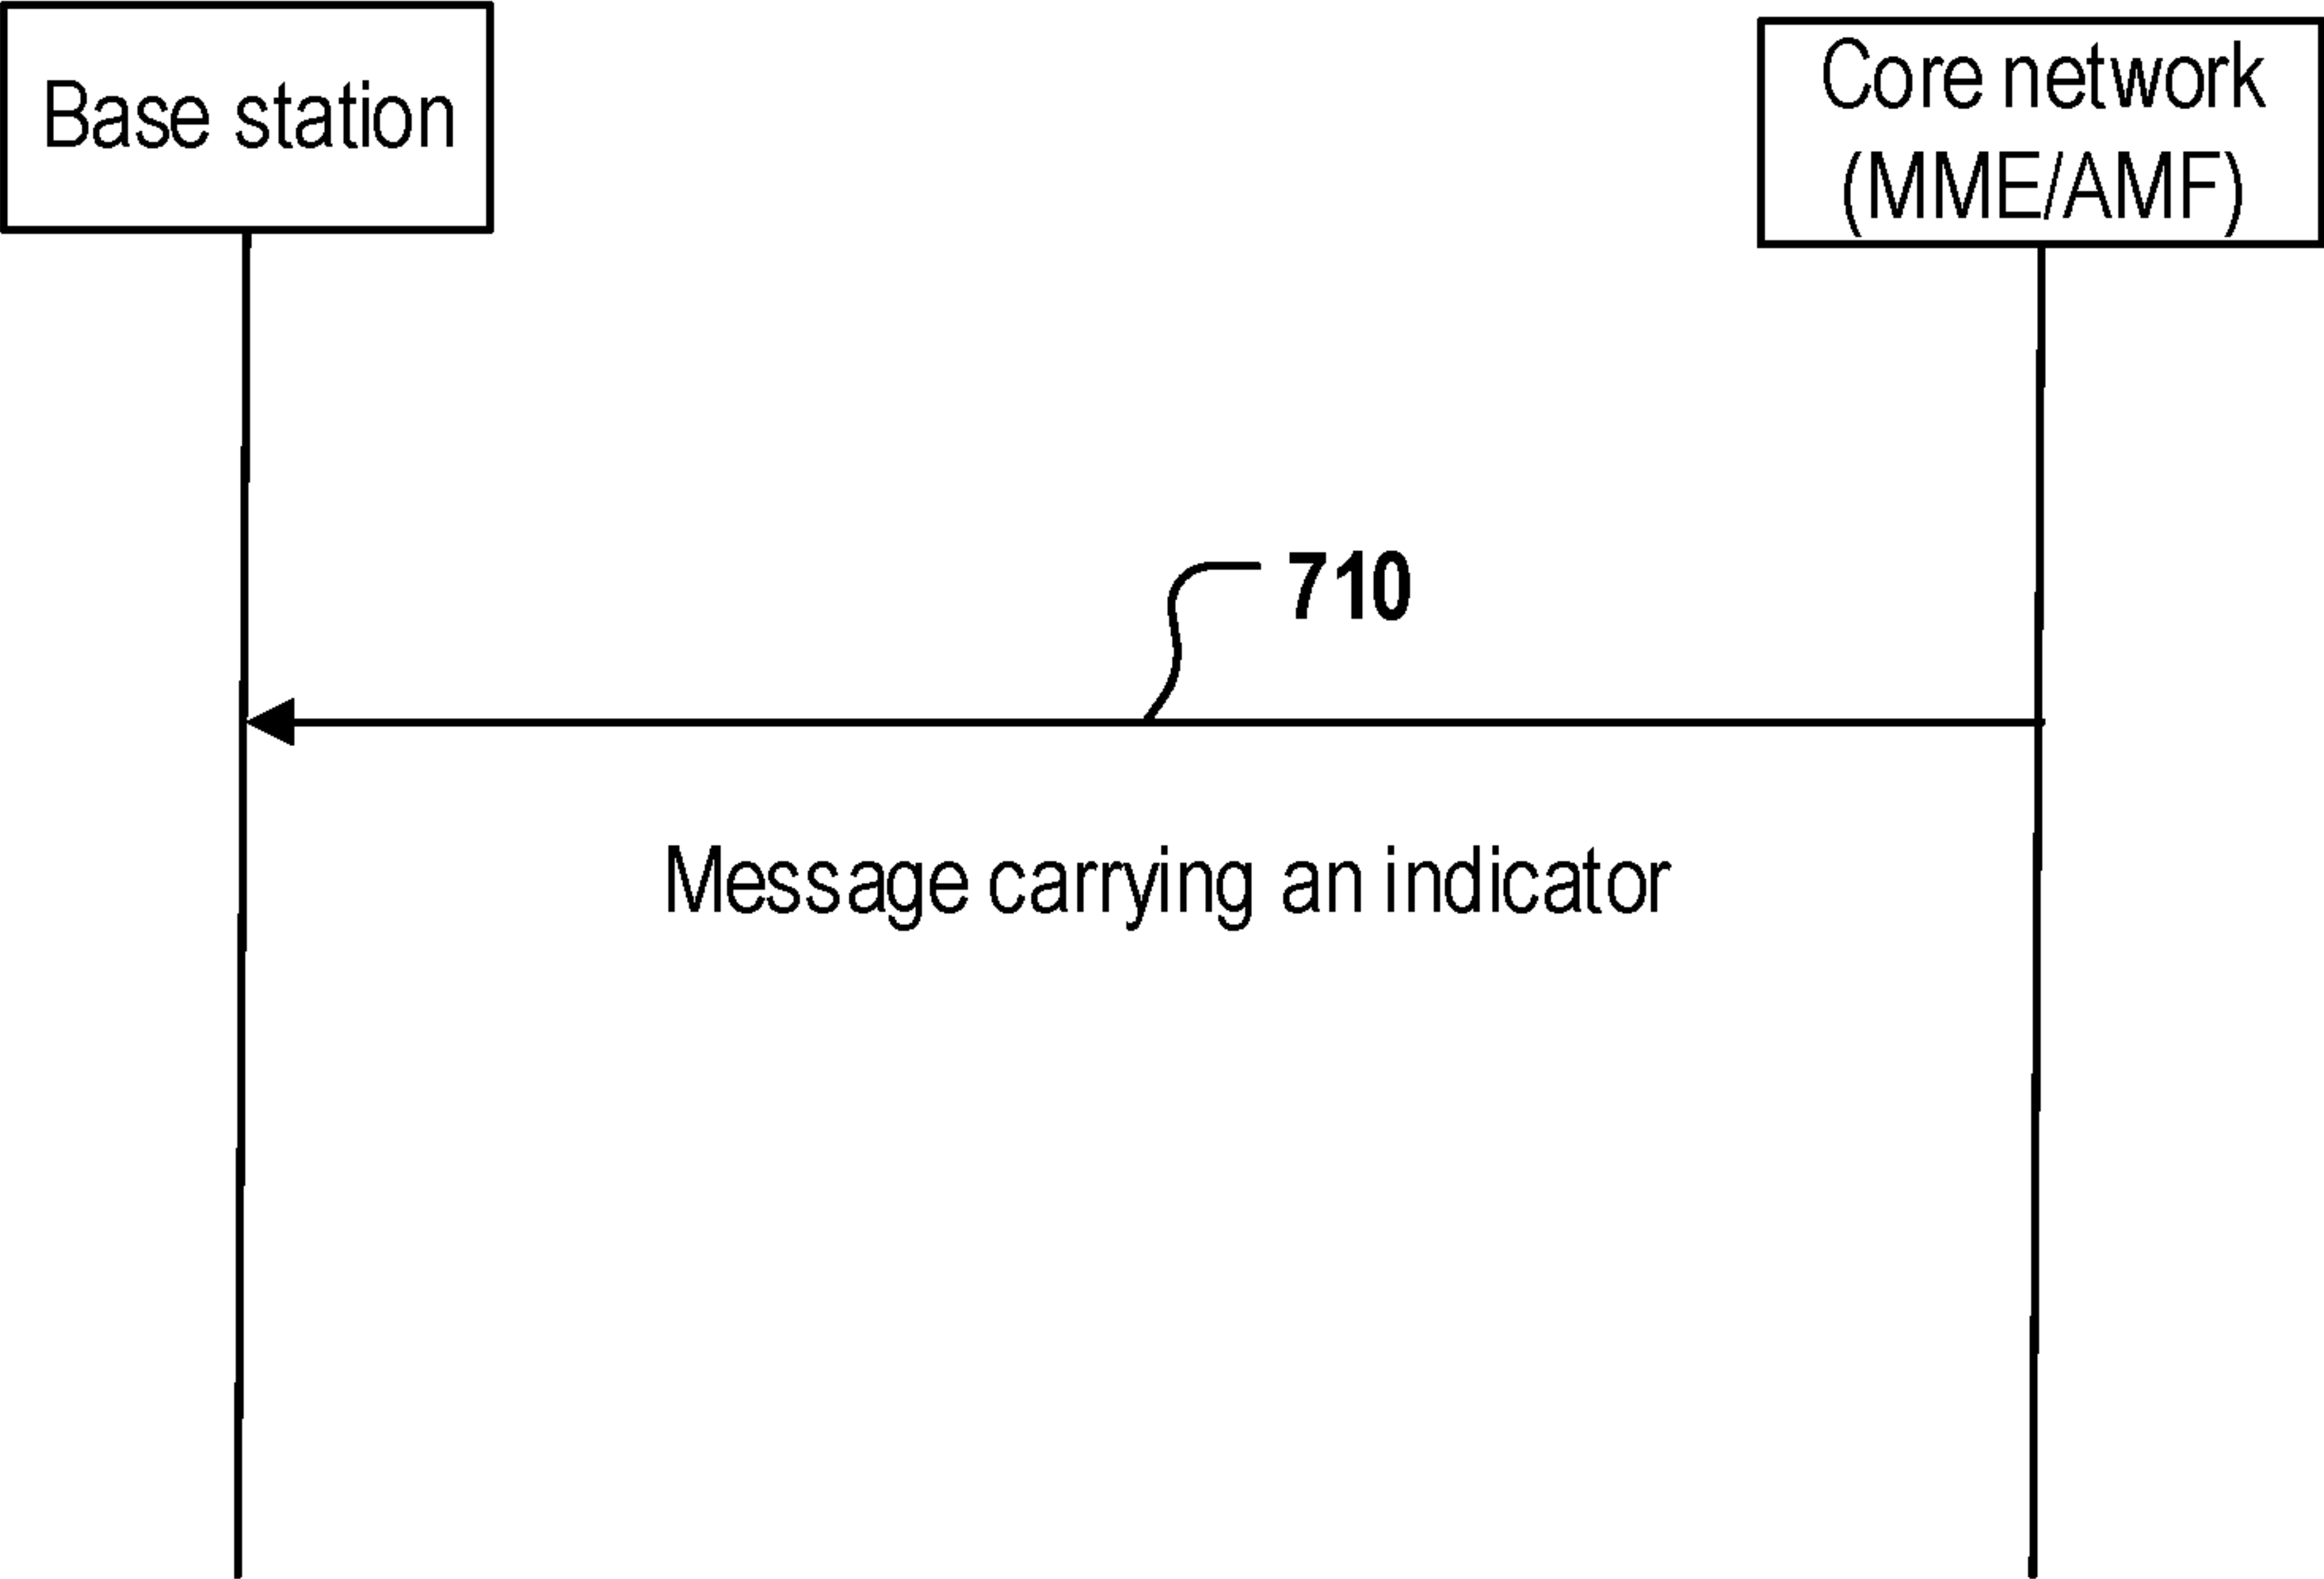 Base station
Core network
(MME/AMF)
710
Message carrying an indicator